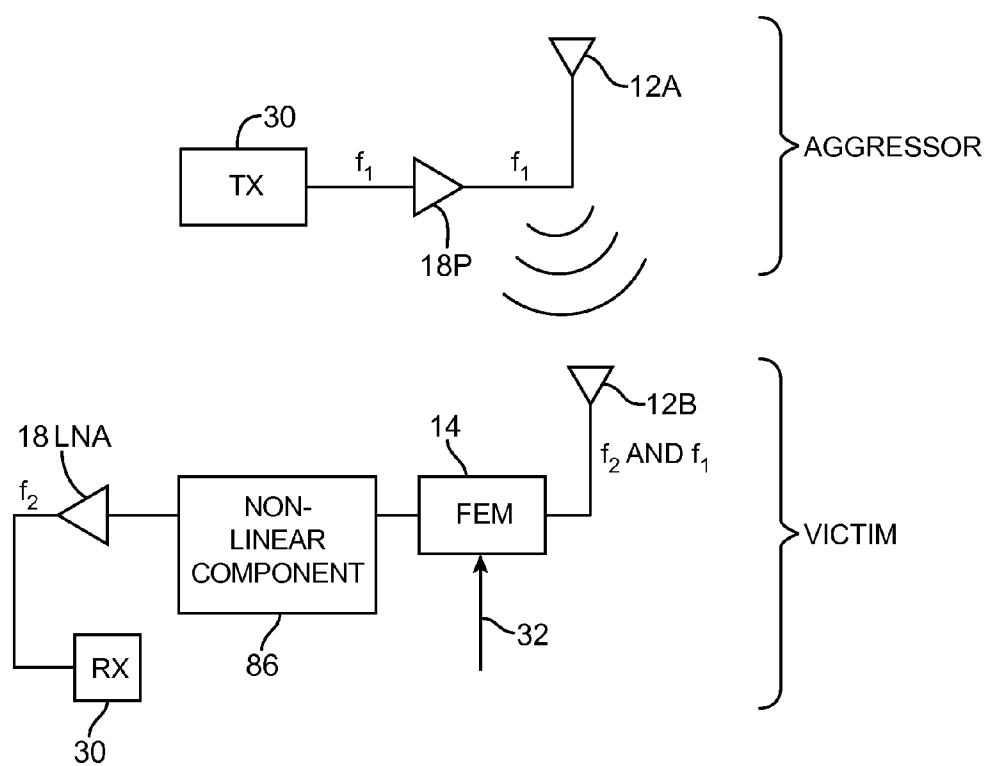 12A
30
AGGRESSOR
TX
f₁
f₁
18P
12B
18 LNA
14
f₂ AND f₁
f₂
NON-
LINEAR
COMPONENT
FEM
VICTIM
32
86
RX
30